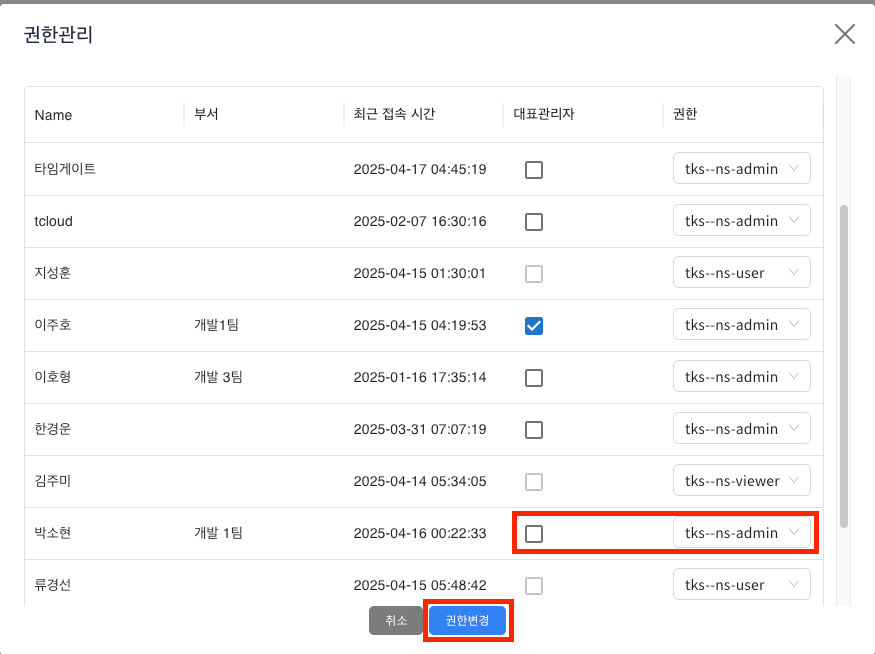 권한관리
Name 부서 최근 접속 시간 대표관리자 권한
타임게이트 2025-04-17 04:45:19 tks--ns-admin
tcloud 2025-02-07 16:30:16 tks--ns-admin
지성훈 2025-04-15 01:30:01 tks--ns-user
이주호 개발1팀 2025-04-15 04:19:53 tks--ns-admin
이호형 개발 3팀 2025-01-16 17:35:14 tks--ns-admin
한경운 2025-03-31 07:07:19 tks--ns-admin
김주미 2025-04-14 05:34:05 tks--ns-viewer
박소현 개발 1팀 2025-04-16 00:22:33 tks--ns-admin
류경선 2025-04-15 05:48:42 tks--ns-user
취소 권한변경